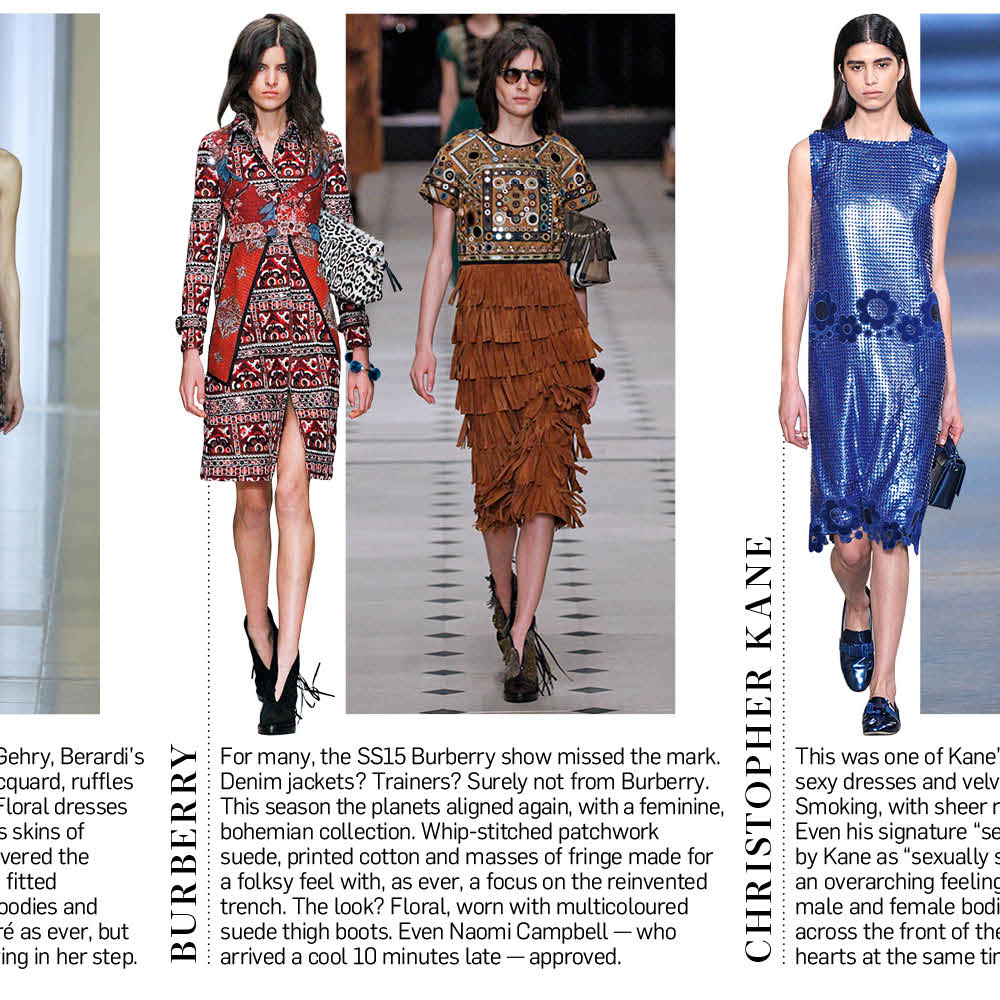 Gehry, Berardi's
cquard, ruffles
Floral dresses
s skins of
vered the
fitted
oodies and
ré as ever, but
ing in her step.
BURBERRY
For many, the SS15 Burberry show missed the mark.
Denim jackets? Trainers? Surely not from Burberry.
This season the planets aligned again, with a feminine,
bohemian collection. Whip-stitched patchwork
suede, printed cotton and masses of fringe made for
a folksy feel with, as ever, a focus on the reinvented
trench. The look? Floral, worn with multicoloured
suede thigh boots. Even Naomi Campbell — who
arrived a cool 10 minutes late — approved.
CHRISTOPHER KANE
This was one of Kane'
sexy dresses and velv
Smoking, with sheer
Even his signature “se
by Kane as “sexually s
an overarching feeling
male and female bodi
across the front of the
hearts at the same tim